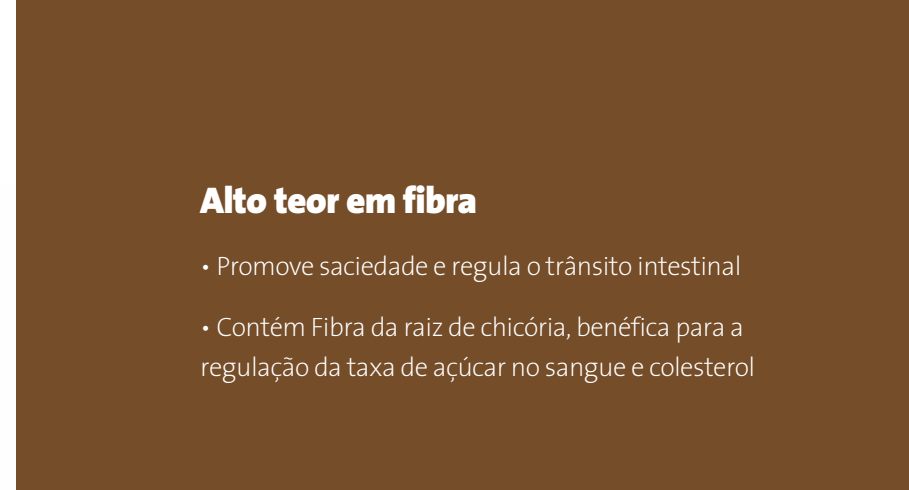 Alto teor em fibra
• Promove saciedade e regula o trânsito intestinal
• Contém Fibra da raiz de chicória, benéfica para a
regulação da taxa de açúcar no sangue e colesterol